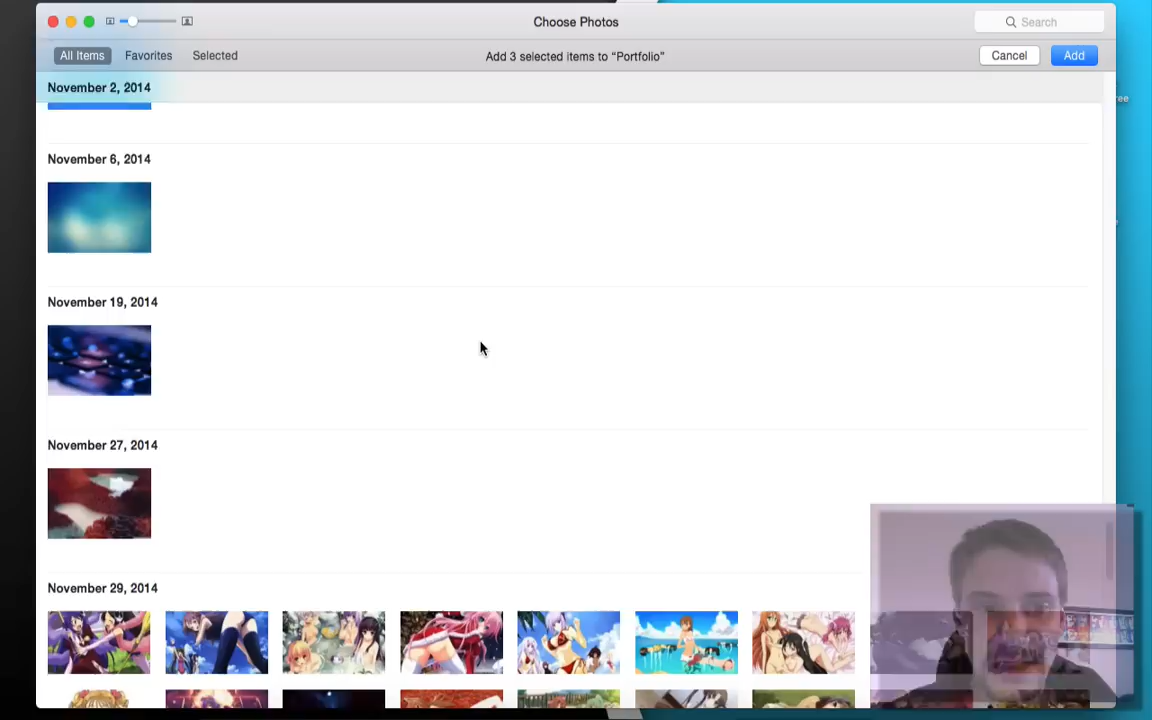 Choose Photos
Search
All Items Favorites Selected Add 3 selected items to “Portfolio” Cancel Add
November 2, 2014
ree
November 6, 2014
November 19, 2014
November 27, 2014
November 29, 2014